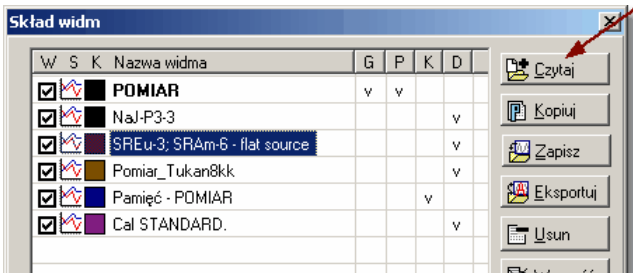 Skład widm
W S K Nazwa widma G P K D
POMIAR v v
NaJ-P3-3 v
SREu-3; SRAm-6 - flat source v
Pomiar_Tukan8kk v
Pamięć - POMIAR v
Cal STANDARD. v
Czytaj
Kopiuj
Zapisz
Eksportuj
Usun